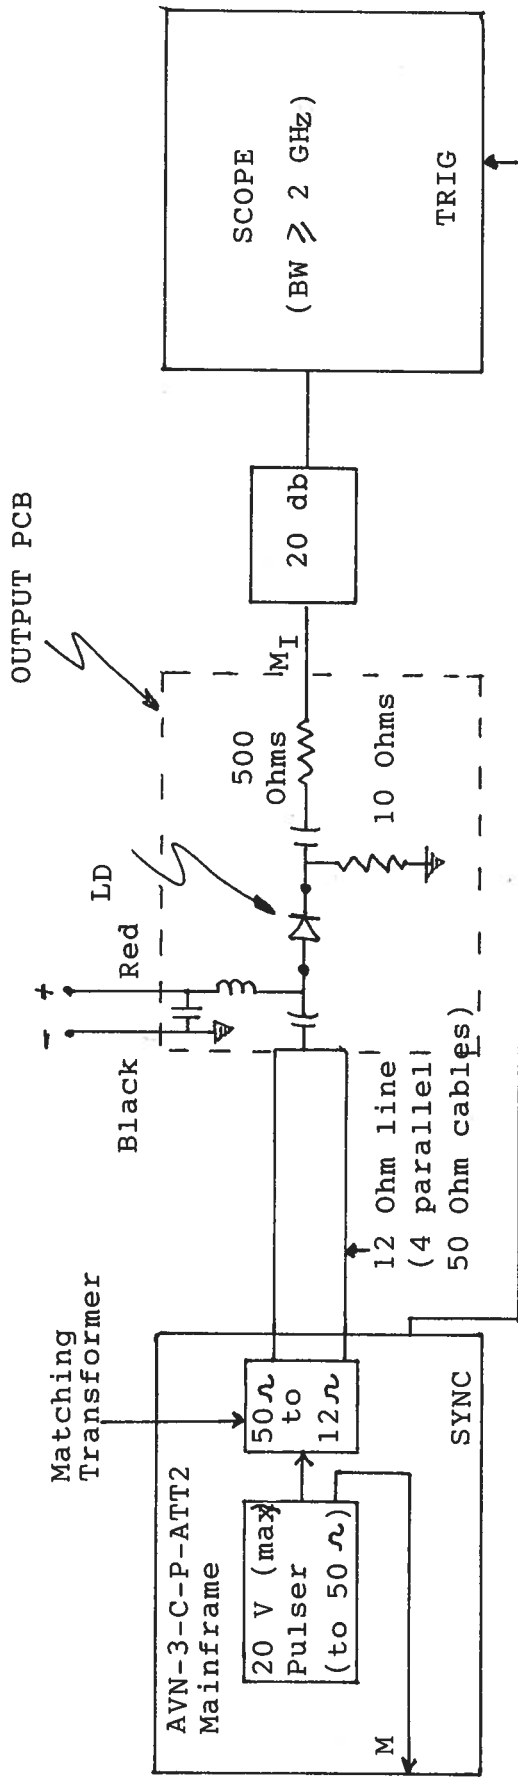 OUTPUT PCB
Matching
Transformer
AVN-3-C-P-ATT2
Mainframe
20 V (max)
Pulser
(to 50 Ω)
50Ω
to
12Ω
M
SYNC
Black
Red
-
+
LD
12 Ohm line
(4 parallel
50 Ohm cables)
500
Ohms
10 Ohms
MI
20 db
SCOPE
(BW ⩾ 2 GHz)
TRIG